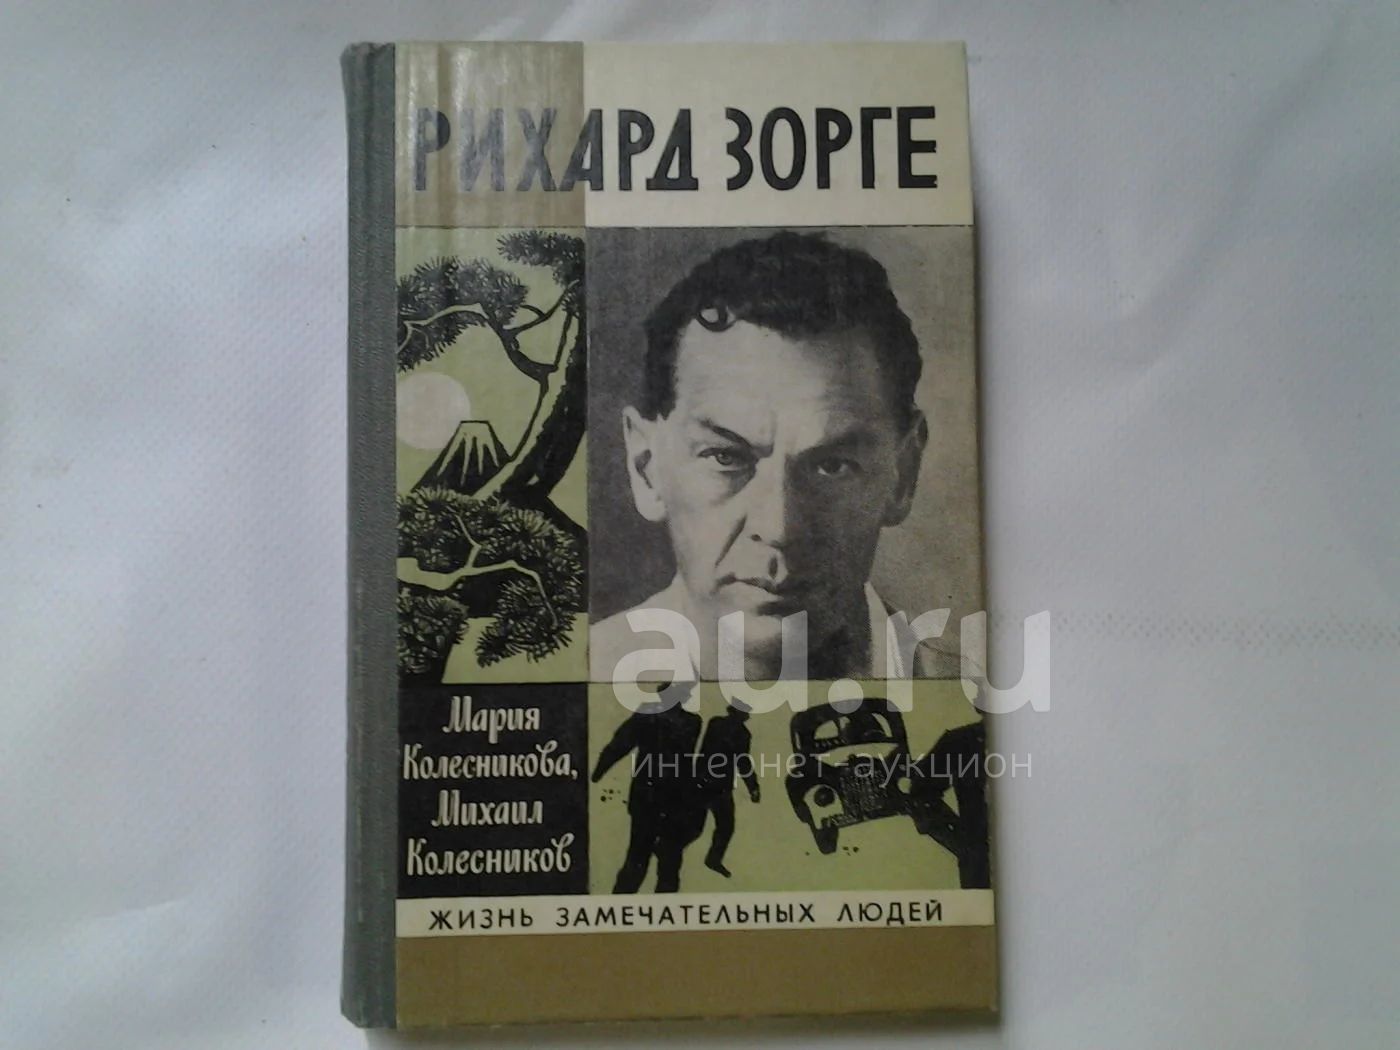 РИХАРД ЗОРГЕ
Мария
Колесникова,
Михаил
Колесников
ЖИЗНЬ ЗАМЕЧАТЕЛЬНЫХ ЛЮДЕЙ
au.ru
интернет-аукцион